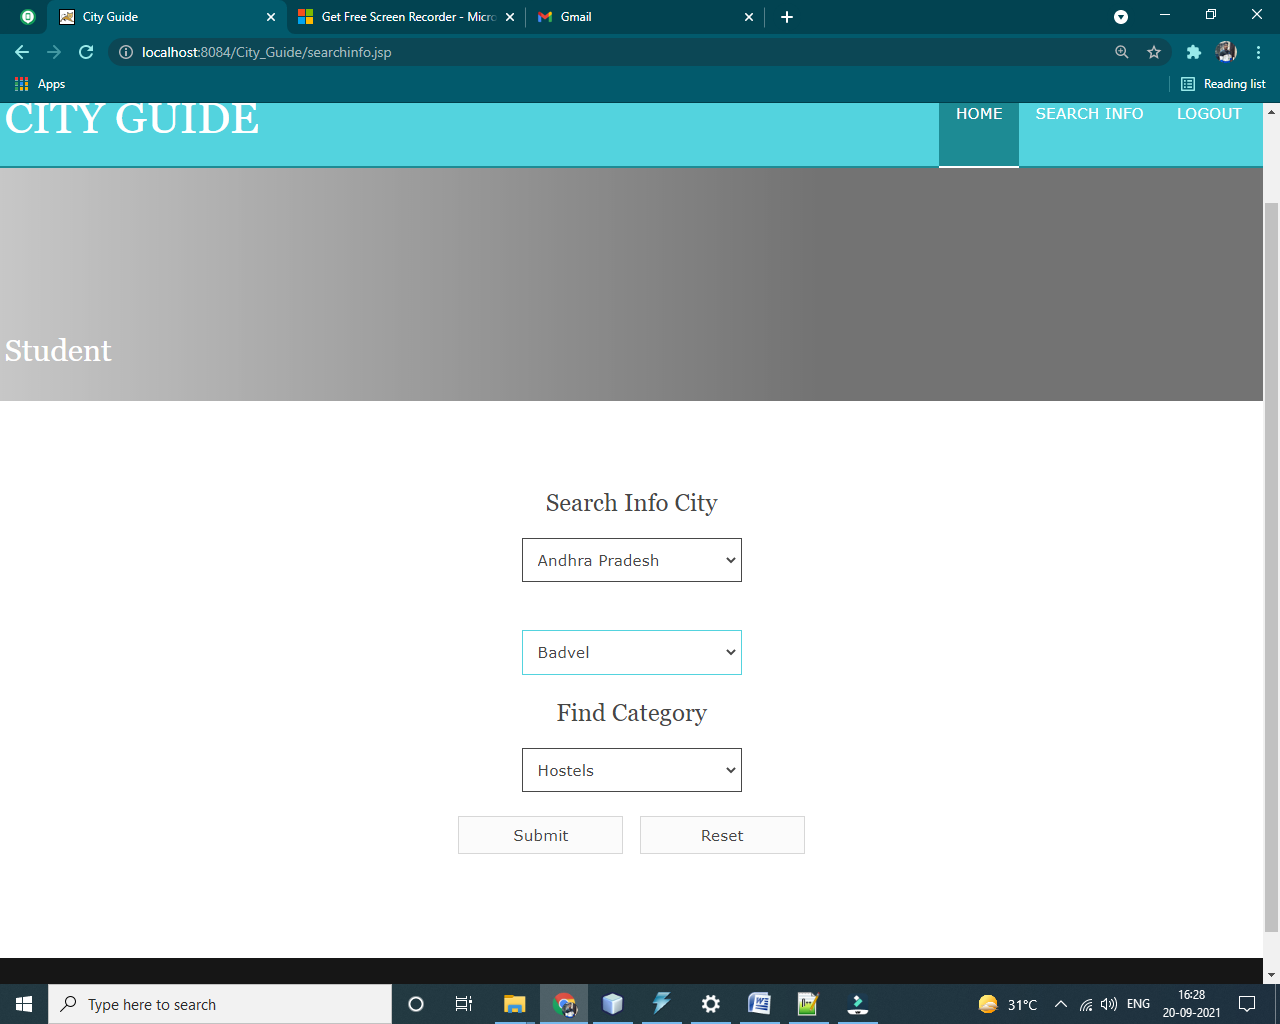 City Guide
Get Free Screen Recorder - Micro
Gmail
localhost:8084/City_Guide/searchinfo.jsp
Apps
Reading list
CITY GUIDE
HOME
SEARCH INFO
LOGOUT
Student
Search Info City
Andhra Pradesh
Badvel
Find Category
Hostels
Submit
Reset
Type here to search
31°C
ENG
16:28
20-09-2021